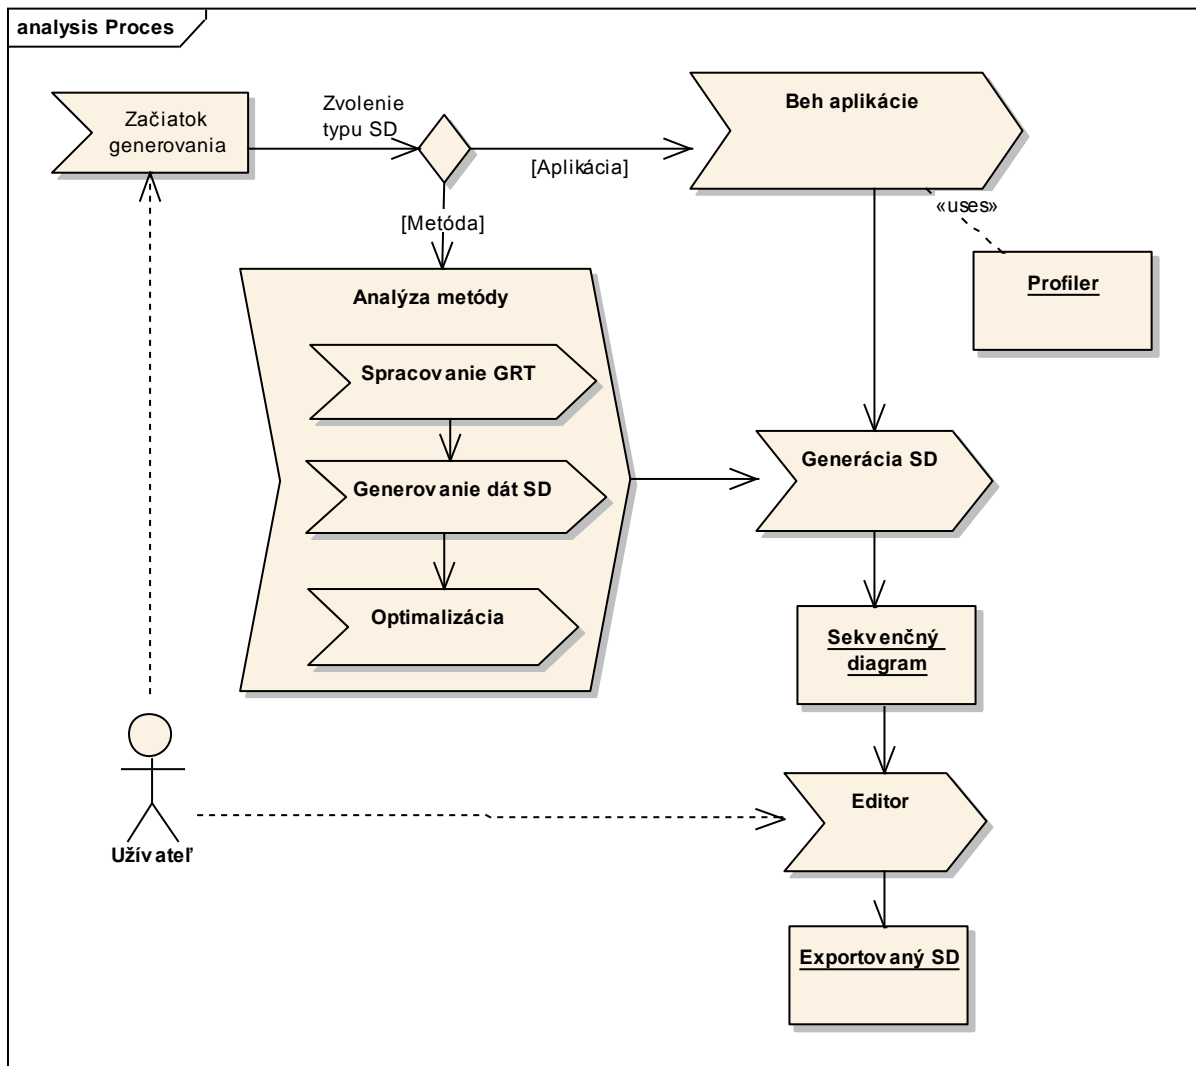 analysis Proces
Začiatok
generovania
Zvolenie
typu SD
[Aplikácia]
Beh aplikácie
«uses»
Profiler
[Metóda]
Analýza metódy
Spracovanie GRT
Generovanie dát SD
Optimalizácia
Generácia SD
Sekvenčný
diagram
Editor
Užívateľ
Exportovaný SD